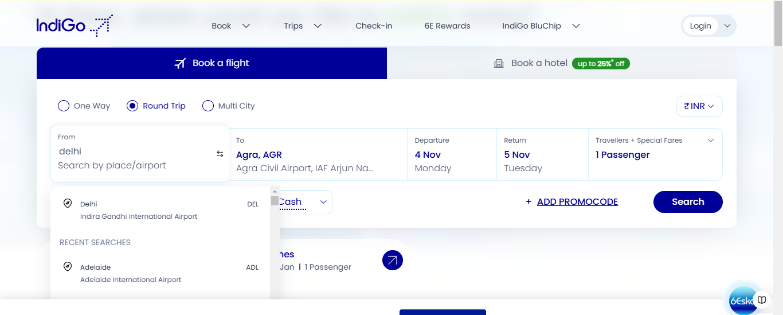 IndiGo
Book
Trips
Check-in
6E Rewards
IndiGo BluChip
Login
Book a flight
Book a hotel
up to 25%* off
One Way
Round Trip
Multi City
₹ INR
From
delhi
Search by place/airport
To
Agra, AGR
Agra Civil Airport, IAF Arjun Na...
Departure
4 Nov
Monday
Return
5 Nov
Tuesday
Travellers + Special Fares
1 Passenger
Delhi
DEL
Indira Gandhi International Airport
Cash
+ ADD PROMOCODE
Search
RECENT SEARCHES
Adelaide
ADL
Adelaide International Airport
Jan | 1 Passenger